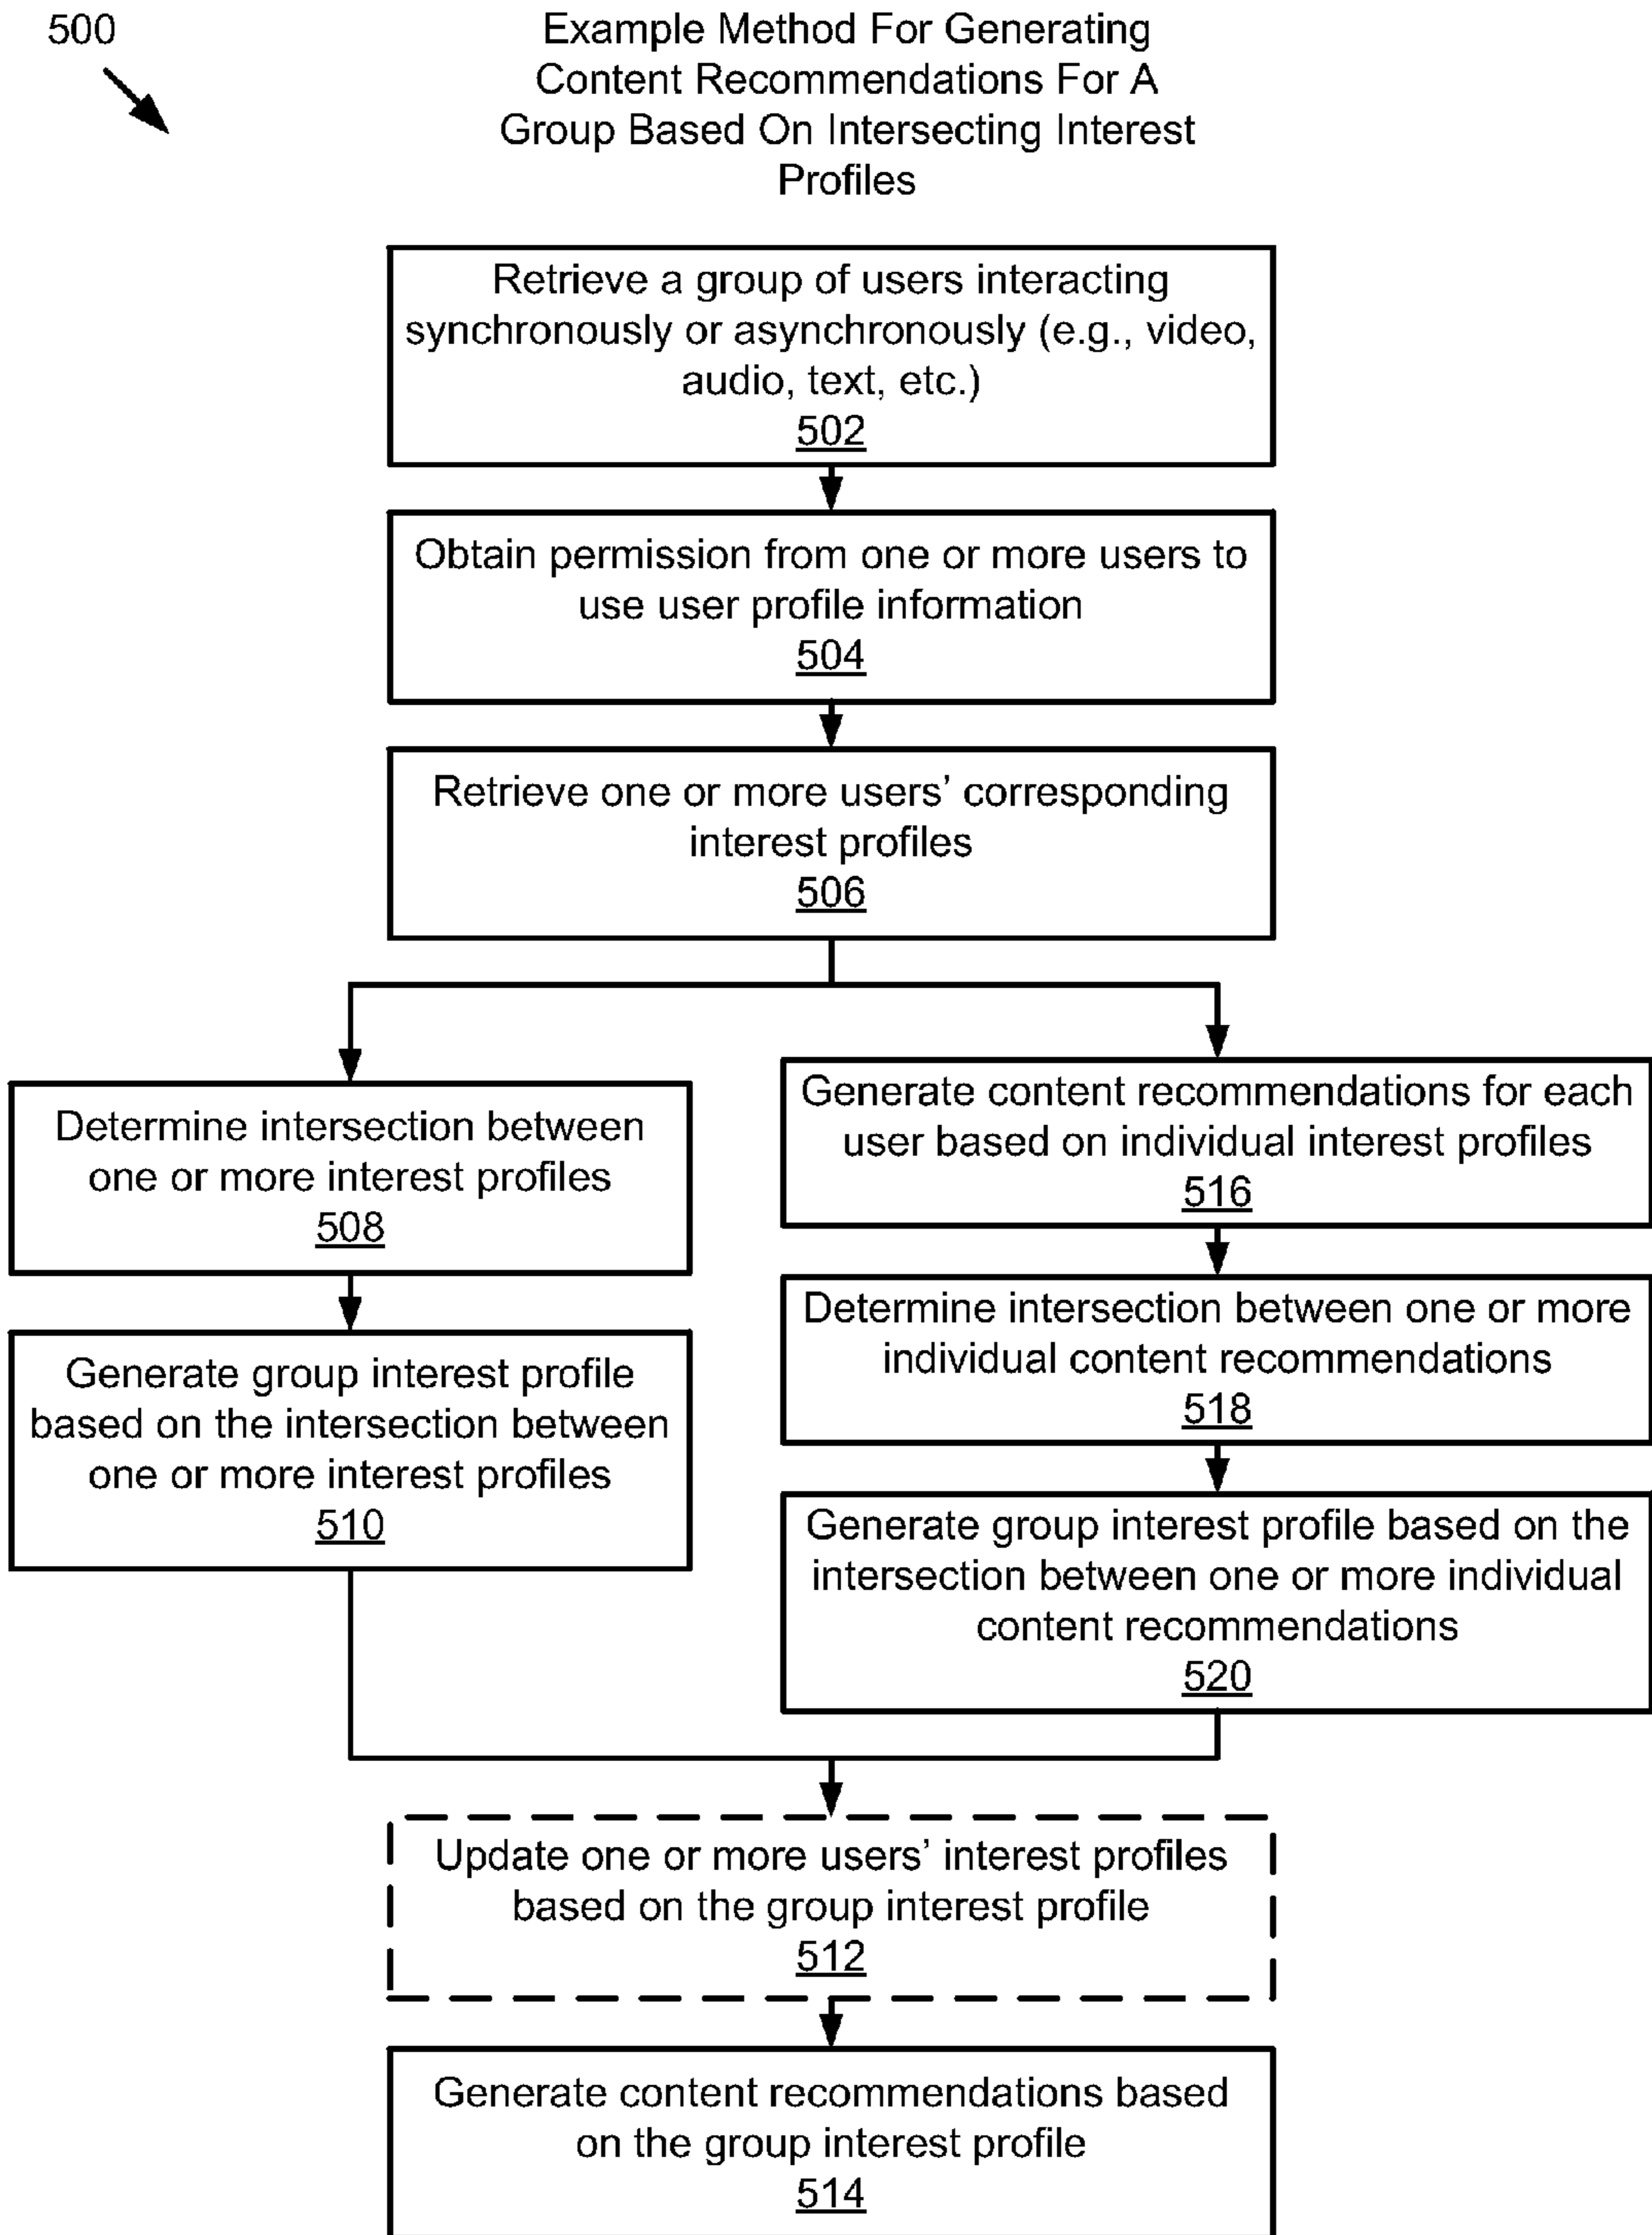 500
Example Method For Generating
Content Recommendations For A
Group Based On Intersecting Interest
Profiles
Retrieve a group of users interacting
synchronously or asynchronously (e.g., video,
audio, text, etc.)
502
Obtain permission from one or more users to
use user profile information
504
Retrieve one or more users’ corresponding
interest profiles
506
Determine intersection between
one or more interest profiles
508
Generate group interest profile
based on the intersection between
one or more interest profiles
510
Generate content recommendations for each
user based on individual interest profiles
516
Determine intersection between one or more
individual content recommendations
518
Generate group interest profile based on the
intersection between one or more individual
content recommendations
520
Update one or more users’ interest profiles
based on the group interest profile
512
Generate content recommendations based
on the group interest profile
514